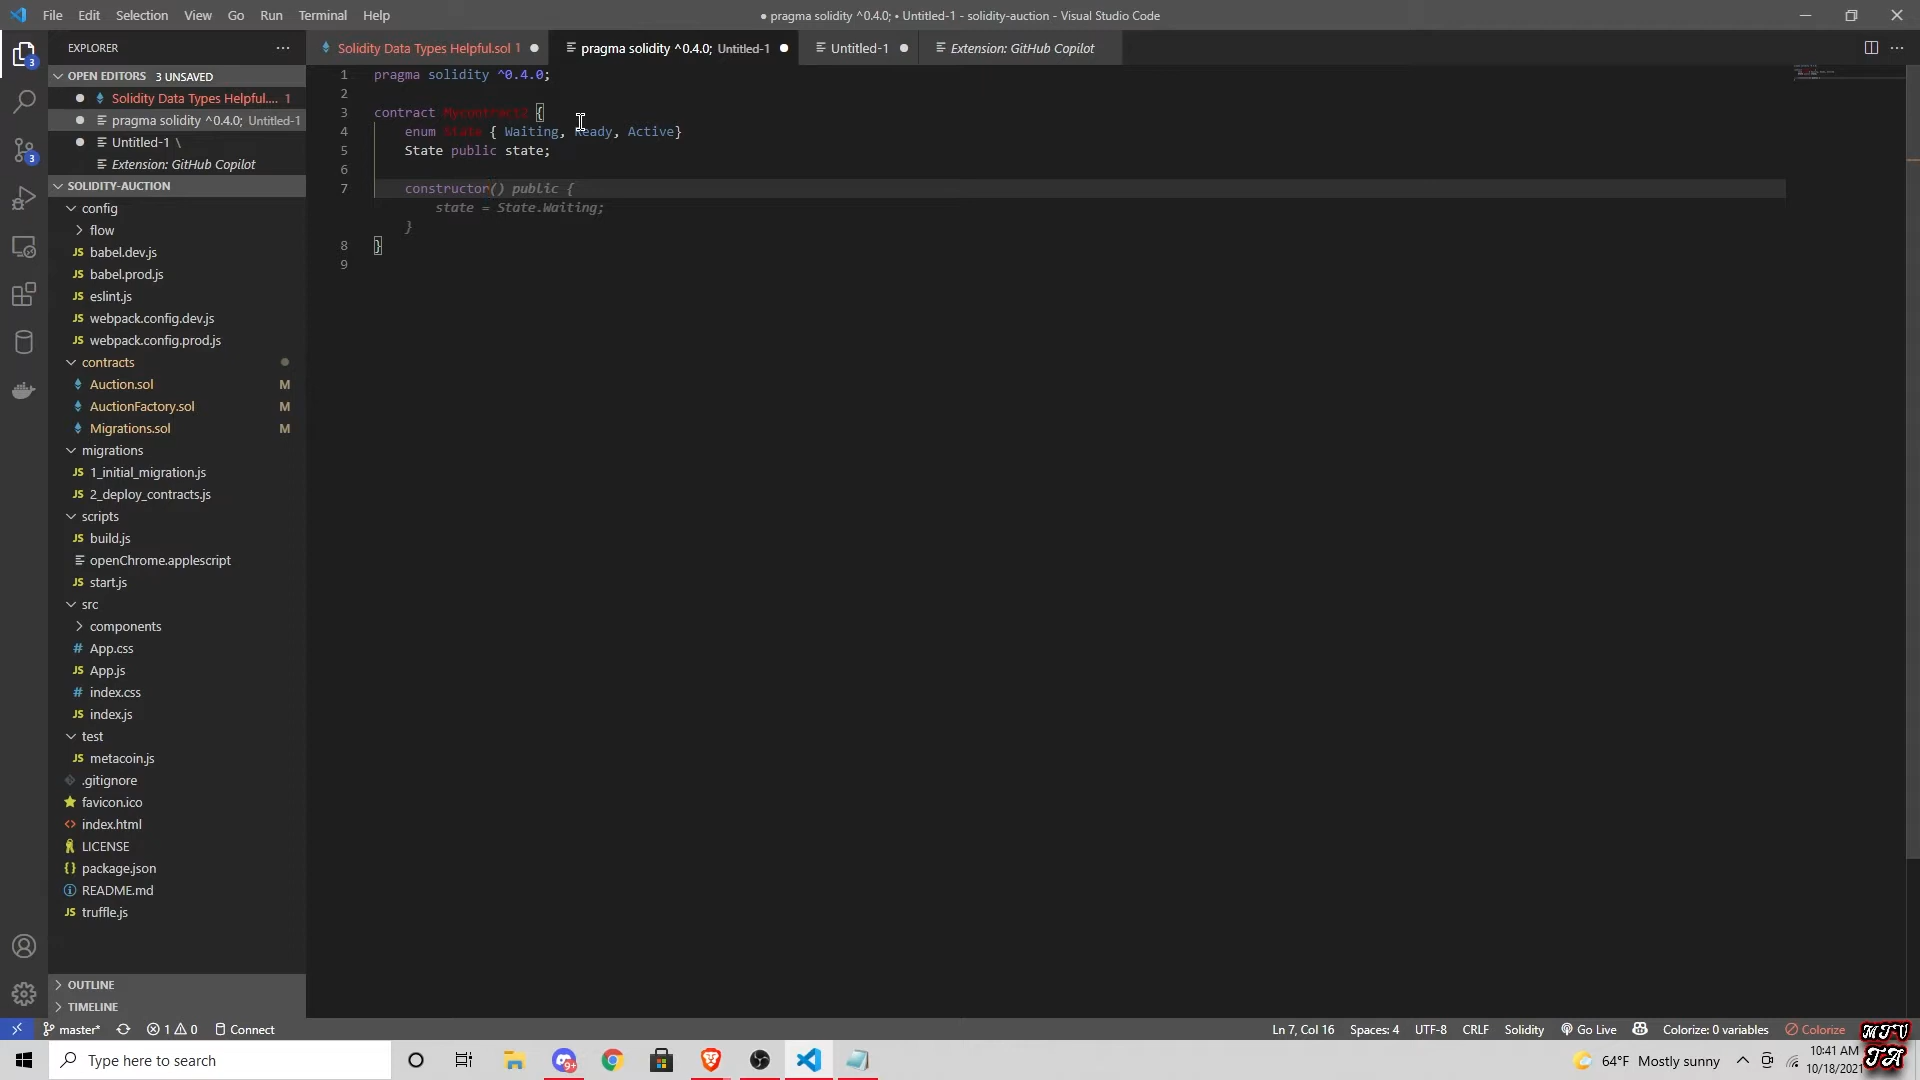 File Edit Selection View Go Run Terminal Help
● pragma solidity ^0.4.0; • Untitled-1 - solidity-auction - Visual Studio Code
EXPLORER
Solidity Data Types Helpful.sol 1
pragma solidity ^0.4.0; Untitled-1
Untitled-1
Extension: GitHub Copilot
OPEN EDITORS 3 UNSAVED
Solidity Data Types Helpful.... 1
pragma solidity ^0.4.0; Untitled-1
Untitled-1 \
Extension: GitHub Copilot
SOLIDITY-AUCTION
config
flow
babel.dev.js
babel.prod.js
eslint.js
webpack.config.dev.js
webpack.config.prod.js
contracts
Auction.sol M
AuctionFactory.sol M
Migrations.sol M
migrations
1_initial_migration.js
2_deploy_contracts.js
scripts
build.js
openChrome.applescript
start.js
src
components
App.css
App.js
index.css
index.js
test
metacoin.js
.gitignore
favicon.ico
index.html
LICENSE
package.json
README.md
truffle.js
OUTLINE
TIMELINE
1 pragma solidity ^0.4.0;
2
3 contract Mycontract2 {
4 enum State { Waiting, Ready, Active}
5 State public state;
6
7 constructor() public {
state = State.Waiting;
}
8 }
9
3
3
master* 1 0 Connect
Ln 7, Col 16 Spaces: 4 UTF-8 CRLF Solidity Go Live Colorize: 0 variables Colorize
Type here to search
9+
64°F Mostly sunny
10:41 AM
10/18/2021
MTV
TA